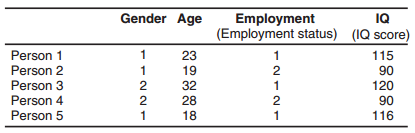 Gender Age Employment IQ
(Employment status) (IQ score)
Person 1 1 23 1 115
Person 2 1 19 2 90
Person 3 2 32 1 120
Person 4 2 28 2 90
Person 5 1 18 1 116